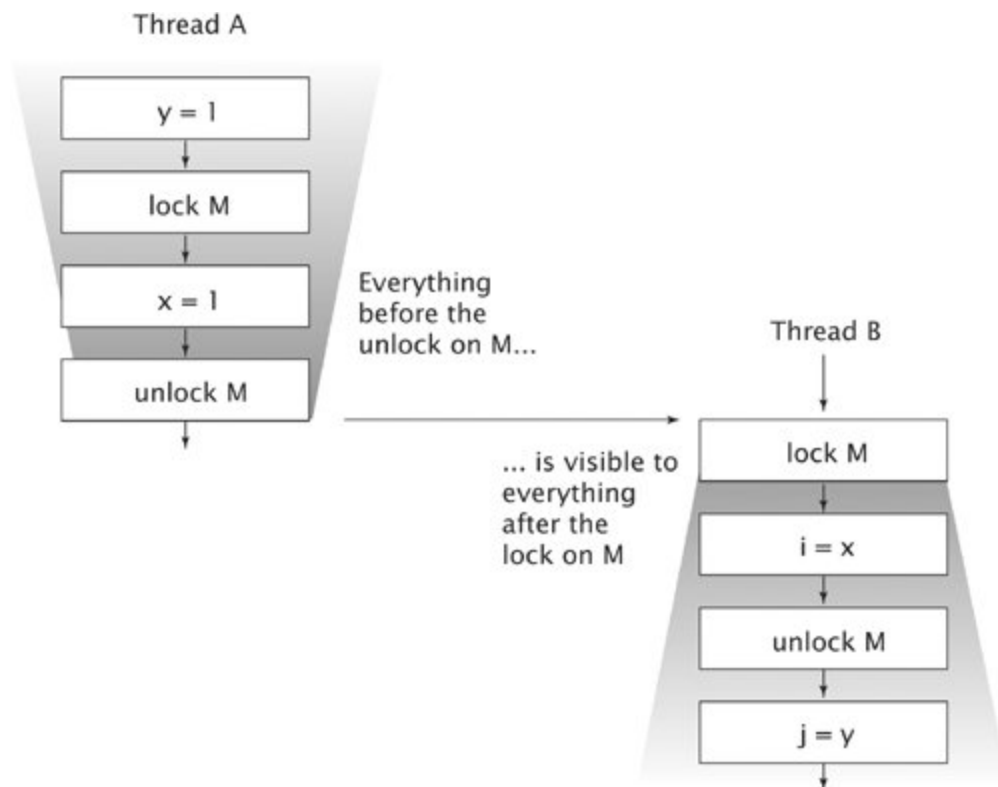 Thread A
y = 1
lock M
x = 1
unlock M
Everything
before the
unlock on M...
Thread B
... is visible to
everything
after the
lock on M
lock M
i = x
unlock M
j = y